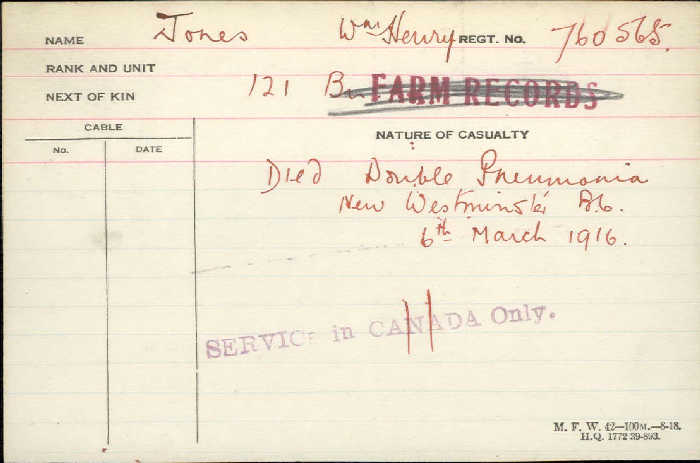 NAME Jones Wm Henry REGT. No. 760565.
RANK AND UNIT
NEXT OF KIN 121 Bn FARM RECORDS
CABLE
No. DATE
NATURE OF CASUALTY
Died Double Pneumonia
New Westminster B.C.
6th March 1916.
SERVICE in CANADA Only.
M. F. W. 42—100M.—8-18.
H.Q. 1772 39-893.